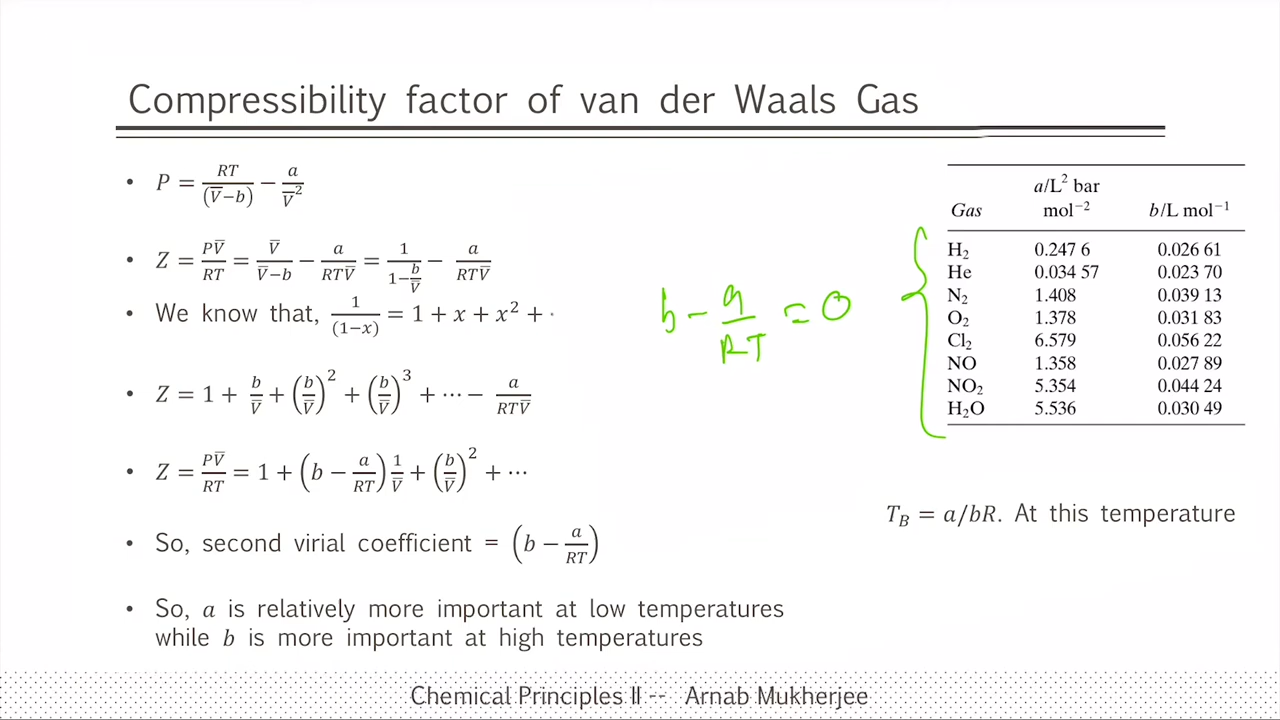 Compressibility factor of van der Waals Gas
• P = RT/(V̅−b) − a/V̅²
• Z = PV̅/RT = V̅/(V̅−b) − a/(RTV̅) = 1/(1−b/V̅) − a/(RTV̅)
• We know that, 1/(1−x) = 1 + x + x² + ·
• Z = 1 + b/V̅ + (b/V̅)² + (b/V̅)³ + ⋯ − a/(RTV̅)
• Z = PV̅/RT = 1 + (b − a/RT) 1/V̅ + (b/V̅)² + ⋯
• So, second virial coefficient = (b − a/RT)
• So, a is relatively more important at low temperatures
while b is more important at high temperatures
b − a/RT = 0
a/L² bar
Gas mol⁻² b/L mol⁻¹
H₂ 0.247 6 0.026 61
He 0.034 57 0.023 70
N₂ 1.408 0.039 13
O₂ 1.378 0.031 83
Cl₂ 6.579 0.056 22
NO 1.358 0.027 89
NO₂ 5.354 0.044 24
H₂O 5.536 0.030 49
T_B = a/bR. At this temperature
Chemical Principles II -- Arnab Mukherjee